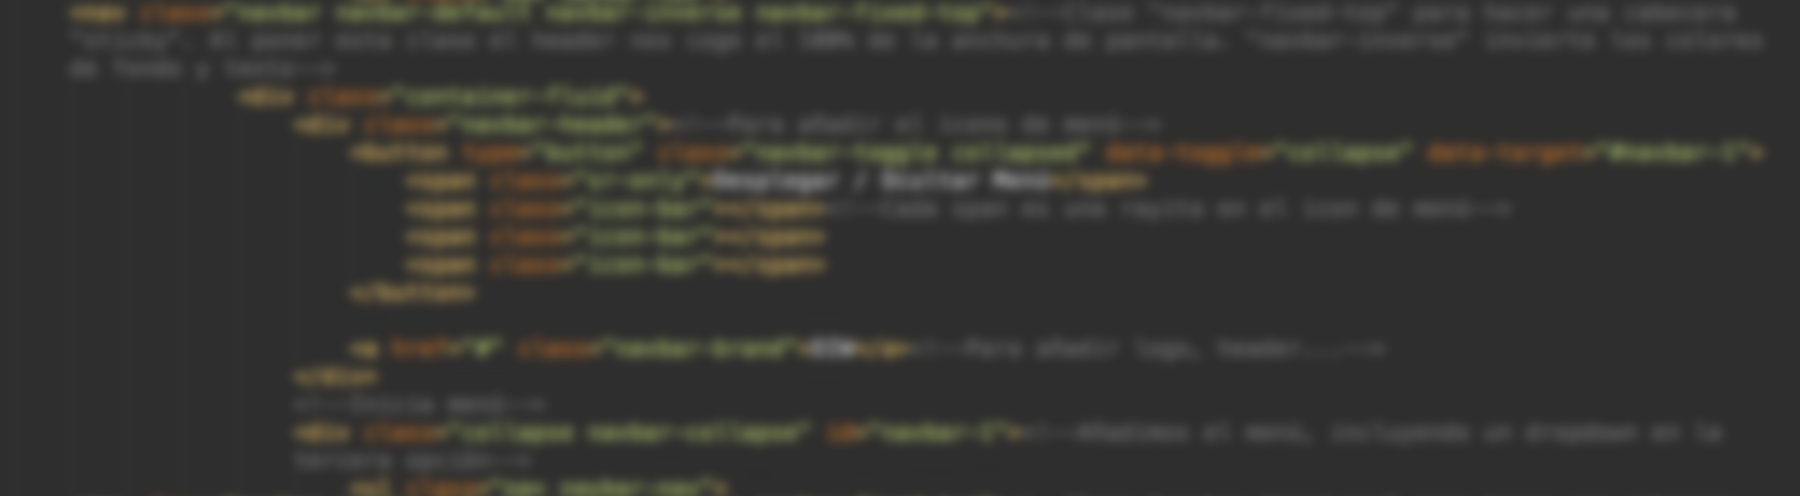 <nav class="navbar navbar-default navbar-inverse navbar-fixed-top"><!--Clase "navbar-fixed-top" para hacer una cabecera
"sticky". Al poner esta clase el header nos coge el 100% de la anchura de pantalla. "navbar-inverse" invierte los colores
de fondo y texto-->
<div class="container-fluid">
<div class="navbar-header"><!--Para añadir el icono de menú-->
<button type="button" class="navbar-toggle collapsed" data-toggle="collapse" data-target="#navbar-1">
<span class="sr-only">Desplegar / Ocultar Menú</span>
<span class="icon-bar"></span><!--Cada span es una rayita en el icon de menú-->
<span class="icon-bar"></span>
<span class="icon-bar"></span>
</button>
<a href="#" class="navbar-brand"></a><!--Para añadir logo, header...-->
</div>
<!--Inicia menú-->
<div class="collapse navbar-collapse" id="navbar-1"><!--Añadimos el menú, incluyendo un dropdown en la
tercera opción-->
<ul class="nav navbar-nav">